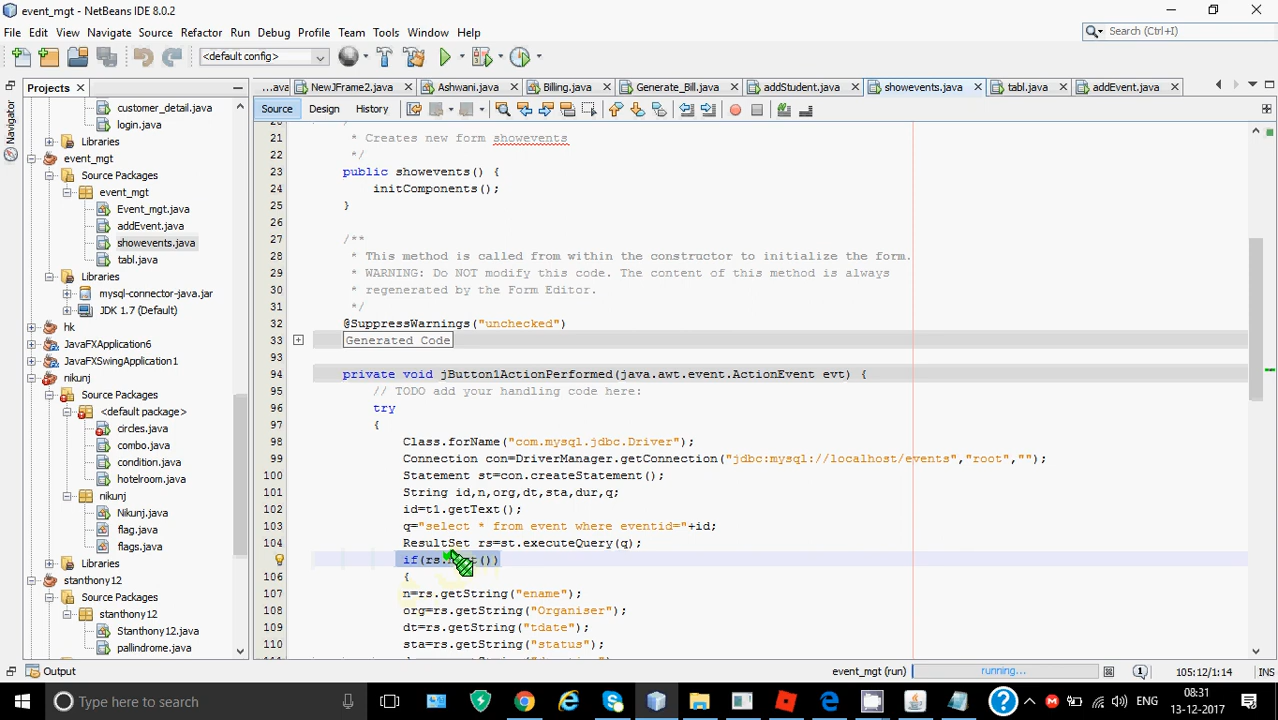 event_mgt - NetBeans IDE 8.0.2
File Edit View Navigate Source Refactor Run Debug Profile Team Tools Window Help
Search (Ctrl+I)
<default config>
Projects
...ava NewJFrame2.java Ashwani.java Billing.java Generate_Bill.java addStudent.java showevents.java tabl.java addEvent.java
Source Design History
Navigator
customer_detail.java
login.java
Libraries
event_mgt
Source Packages
event_mgt
Event_mgt.java
addEvent.java
showevents.java
tabl.java
Libraries
mysql-connector-java.jar
JDK 1.7 (Default)
hk
JavaFXApplication6
JavaFXSwingApplication1
nikunj
Source Packages
<default package>
circles.java
combo.java
condition.java
hotelroom.java
nikunj
Nikunj.java
flag.java
flags.java
Libraries
stanthony12
Source Packages
stanthony12
Stanthony12.java
pallindrome.java
21 * Creates new form showevents
22 */
23 public showevents() {
24 initComponents();
25 }
26
27 /**
28 * This method is called from within the constructor to initialize the form.
29 * WARNING: Do NOT modify this code. The content of this method is always
30 * regenerated by the Form Editor.
31 */
32 @SuppressWarnings("unchecked")
33 Generated Code
93
94 private void jButton1ActionPerformed(java.awt.event.ActionEvent evt) {
95 // TODO add your handling code here:
96 try
97 {
98 Class.forName("com.mysql.jdbc.Driver");
99 Connection con=DriverManager.getConnection("jdbc:mysql://localhost/events","root","");
100 Statement st=con.createStatement();
101 String id,n,org,dt,sta,dur,q;
102 id=t1.getText();
103 q="select * from event where eventid="+id;
104 ResultSet rs=st.executeQuery(q);
if(rs.next())
106 {
107 n=rs.getString("ename");
108 org=rs.getString("Organiser");
109 dt=rs.getString("tdate");
110 sta=rs.getString("status");
Output
event_mgt (run) running... 1 105:12/1:14 INS
Type here to search
ENG
08:31
13-12-2017